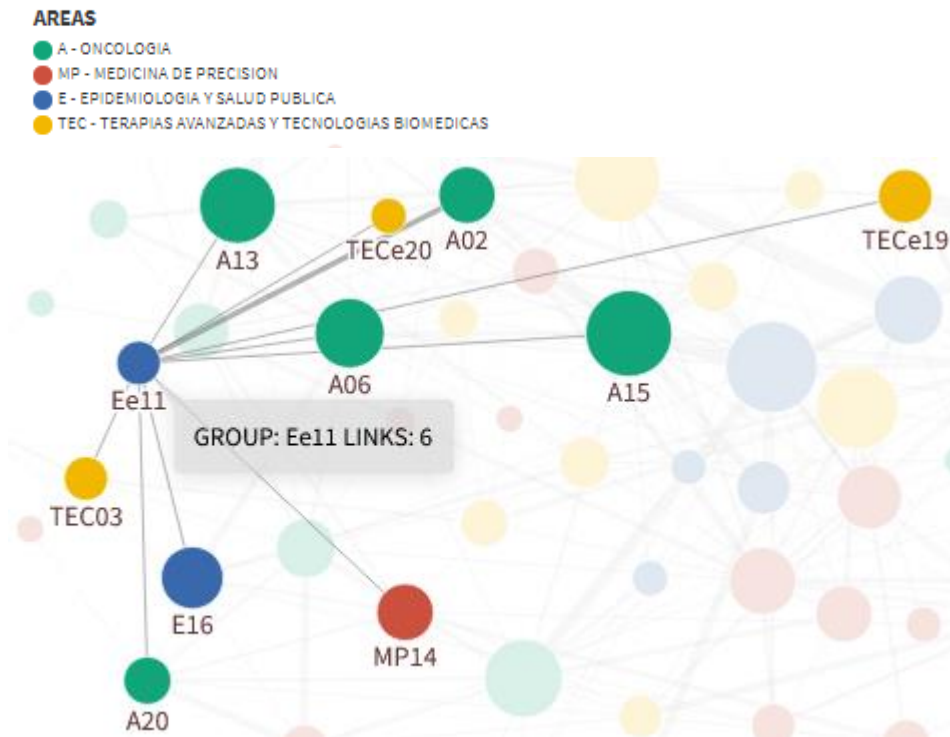 AREAS
A - ONCOLOGIA
MP - MEDICINA DE PRECISION
E - EPIDEMIOLOGIA Y SALUD PUBLICA
TEC - TERAPIAS AVANZADAS Y TECNOLOGIAS BIOMEDICAS
A13
TECe20
A02
TECe19
A06
A15
Ee11
GROUP: Ee11 LINKS: 6
TEC03
E16
MP14
A20